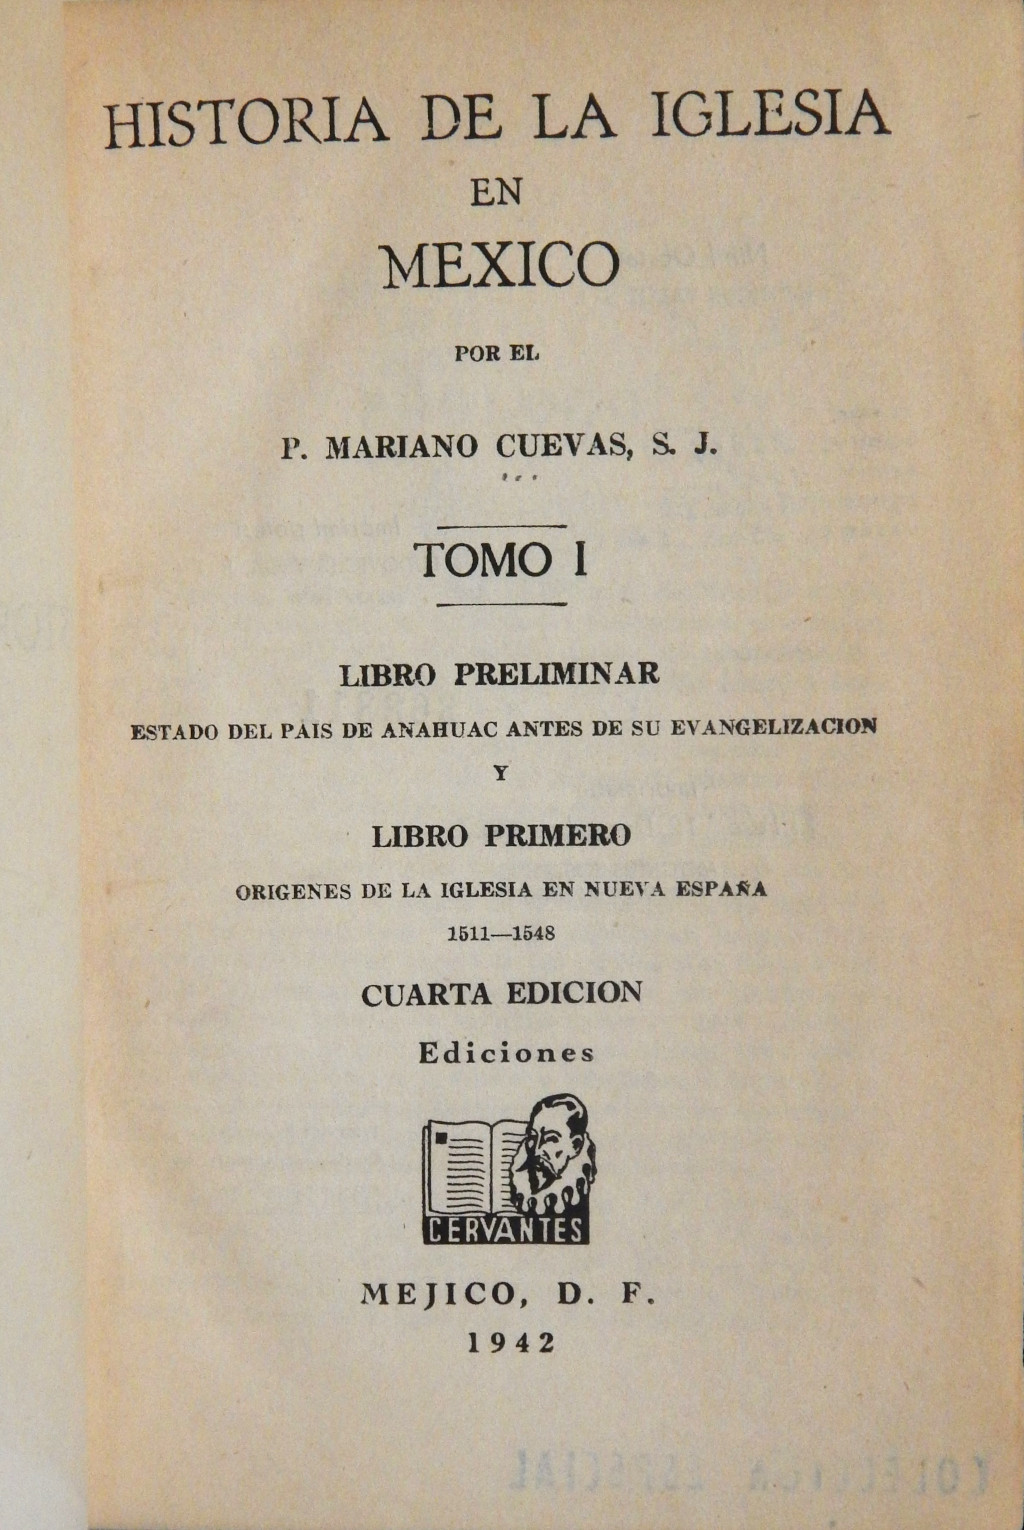 HISTORIA DE LA IGLESIA
EN
MEXICO
POR EL
P. MARIANO CUEVAS, S. J.
TOMO I
LIBRO PRELIMINAR
ESTADO DEL PAIS DE ANAHUAC ANTES DE SU EVANGELIZACION
Y
LIBRO PRIMERO
ORIGENES DE LA IGLESIA EN NUEVA ESPAÑA
1511—1548
CUARTA EDICION
Ediciones
CERVANTES
MEJICO, D. F.
1942
COLECCION ESPECIAL